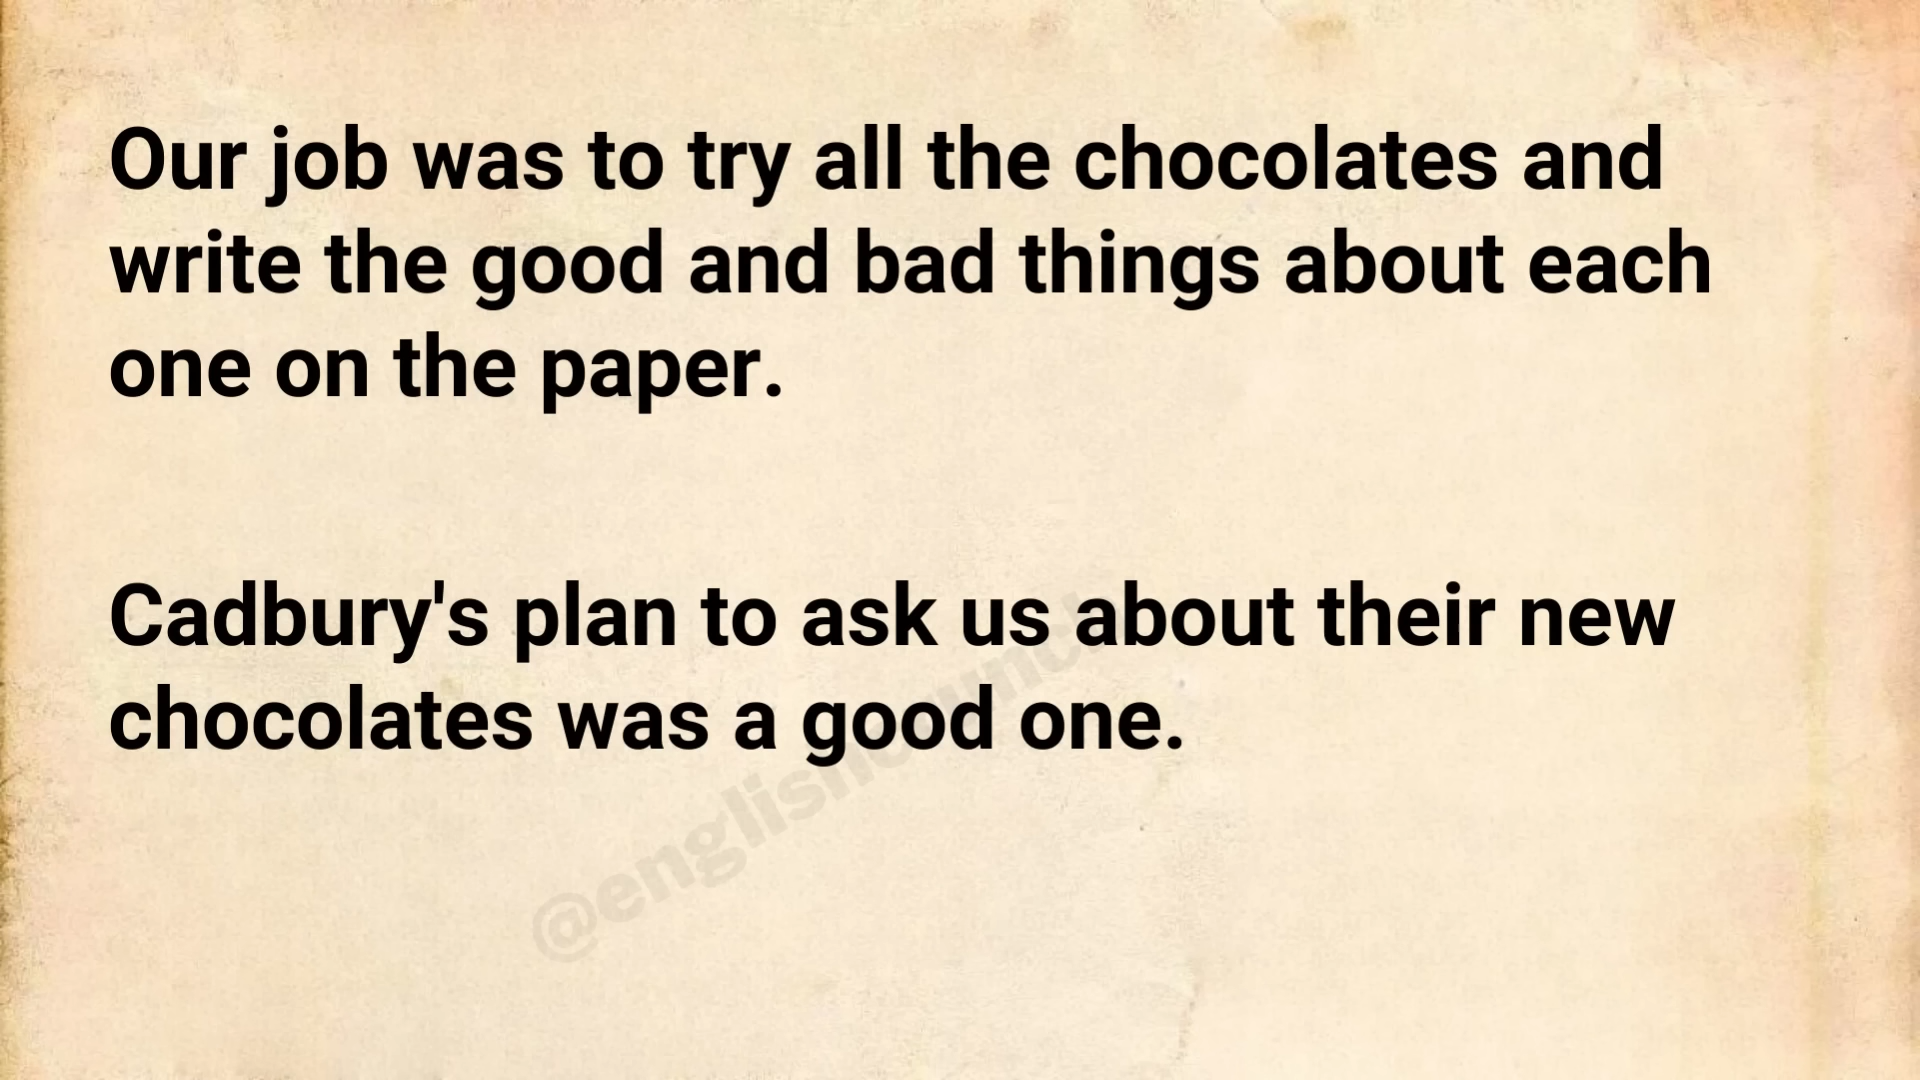 Our job was to try all the chocolates and
write the good and bad things about each
one on the paper.
Cadbury's plan to ask us about their new
chocolates was a good one.